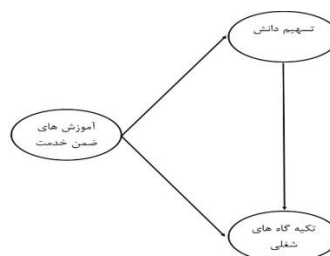 تسهیم دانش
آموزش های
ضمن خدمت
تکیه گاه های
شغلی